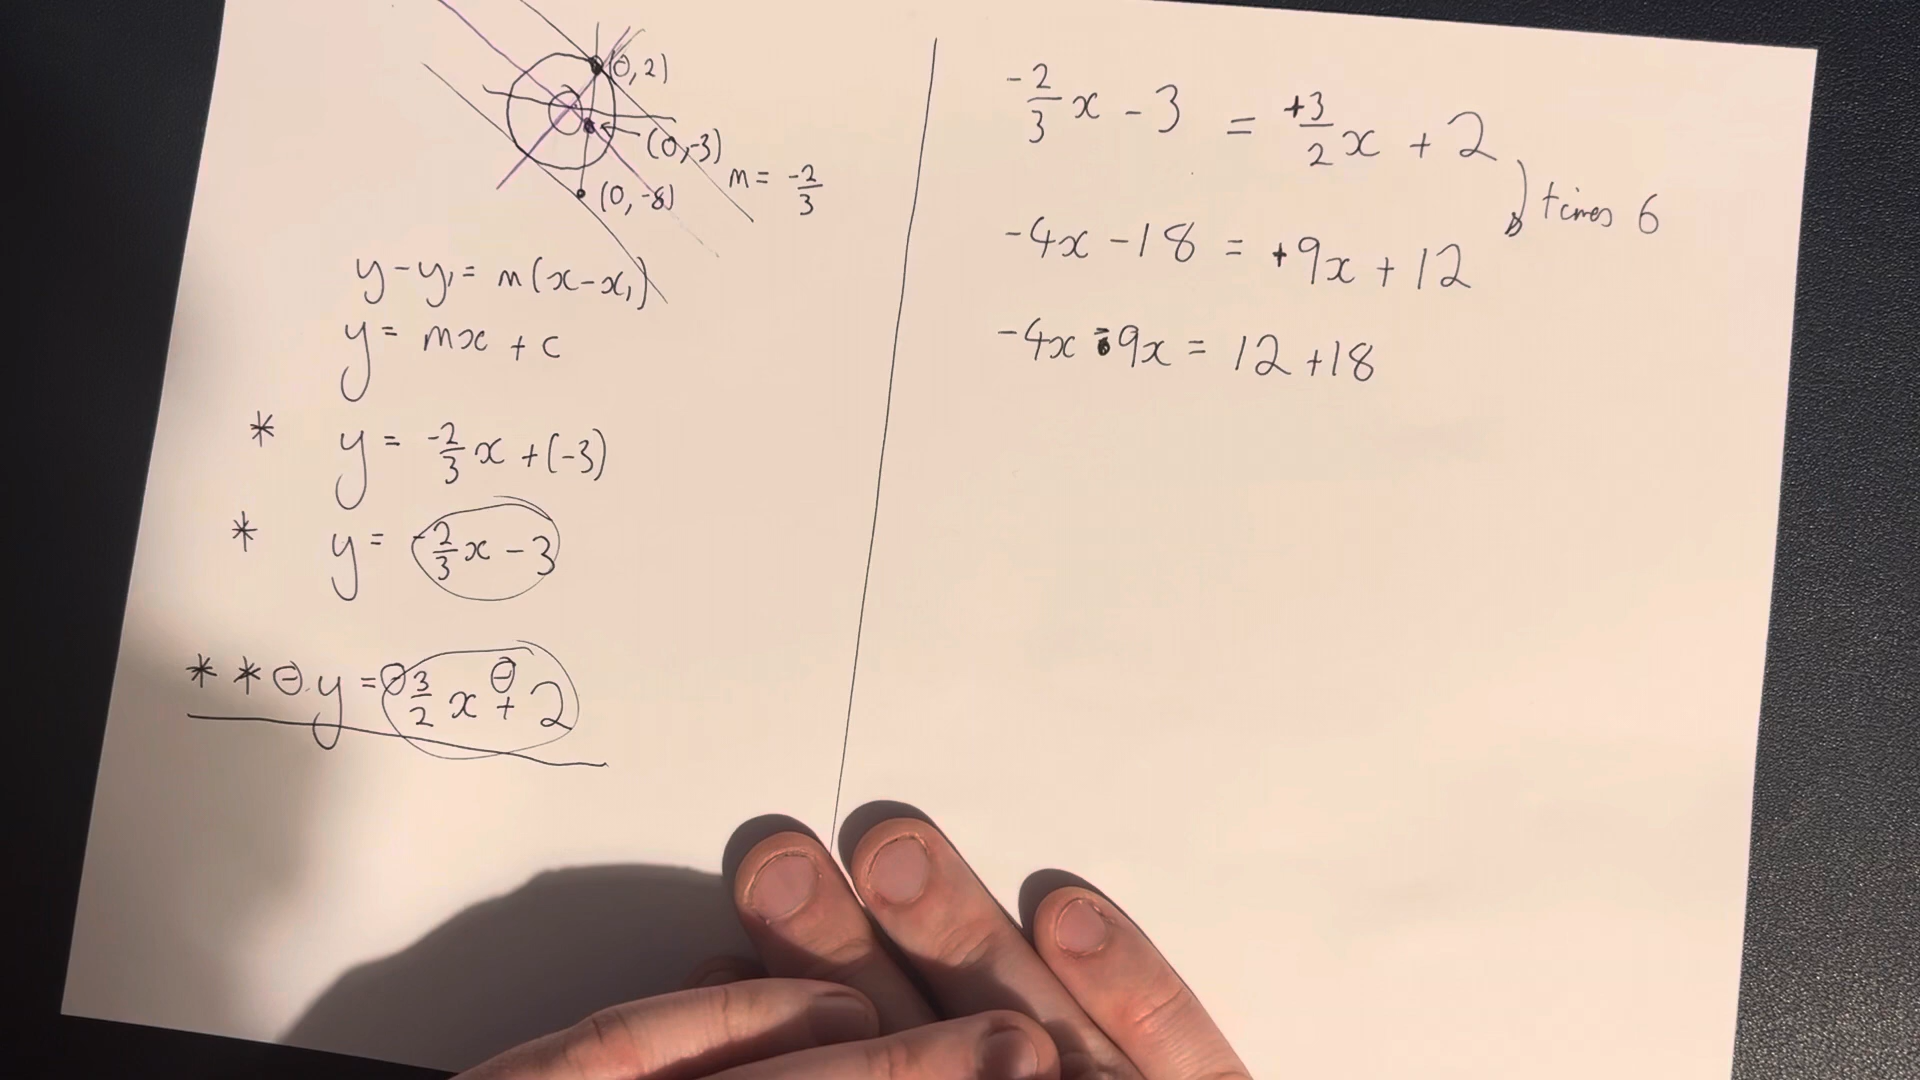 (0, 2)
(0, -3)
m = -2/3
(0, -8)
y - y₁ = m(x - x₁)
y = mx + c
* y = -2/3 x + (-3)
* y = -2/3 x - 3
* * ⊖ y = ⊖ 3/2 x ⊖ + 2
-2/3 x - 3 = +3/2 x + 2
times 6
-4x - 18 = +9x + 12
-4x - 9x = 12 + 18